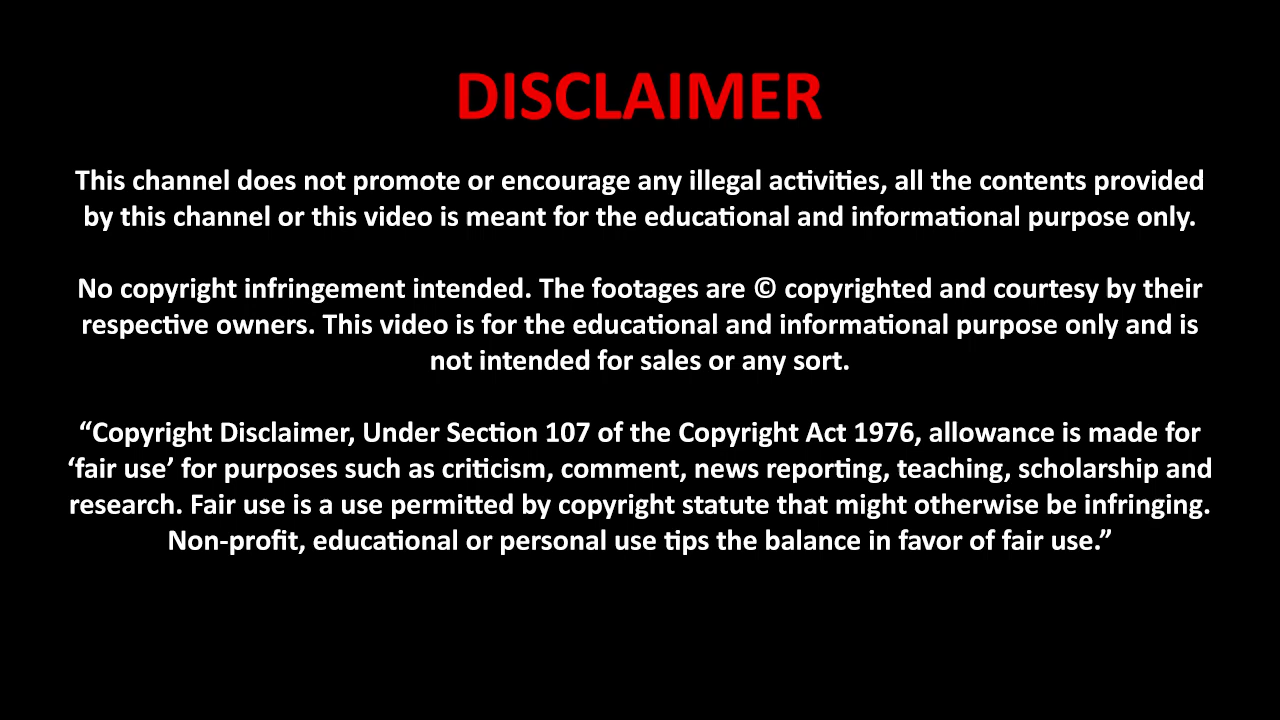 DISCLAIMER
This channel does not promote or encourage any illegal activities, all the contents provided
by this channel or this video is meant for the educational and informational purpose only.
No copyright infringement intended. The footages are © copyrighted and courtesy by their
respective owners. This video is for the educational and informational purpose only and is
not intended for sales or any sort.
“Copyright Disclaimer, Under Section 107 of the Copyright Act 1976, allowance is made for
‘fair use’ for purposes such as criticism, comment, news reporting, teaching, scholarship and
research. Fair use is a use permitted by copyright statute that might otherwise be infringing.
Non-profit, educational or personal use tips the balance in favor of fair use.”